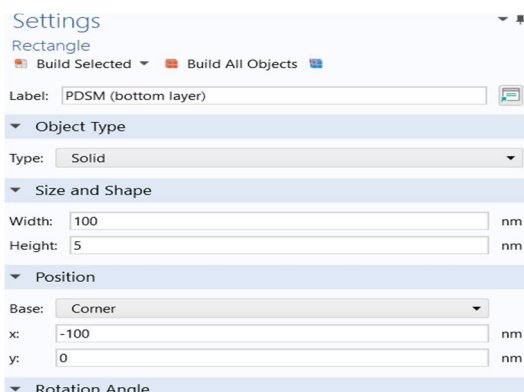 Settings
Rectangle
Build Selected Build All Objects
Label: PDSM (bottom layer)
Object Type
Type: Solid
Size and Shape
Width: 100 nm
Height: 5 nm
Position
Base: Corner
x: -100 nm
y: 0 nm
Rotation Angle